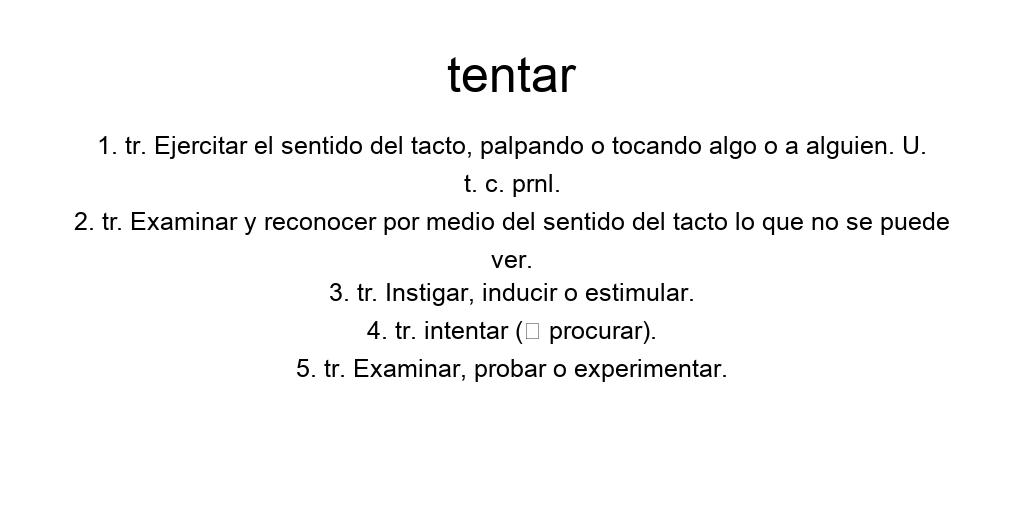 tentar
1. tr. Ejercitar el sentido del tacto, palpando o tocando algo o a alguien. U.
t. c. prnl.
2. tr. Examinar y reconocer por medio del sentido del tacto lo que no se puede
ver.
3. tr. Instigar, inducir o estimular.
4. tr. intentar (□ procurar).
5. tr. Examinar, probar o experimentar.